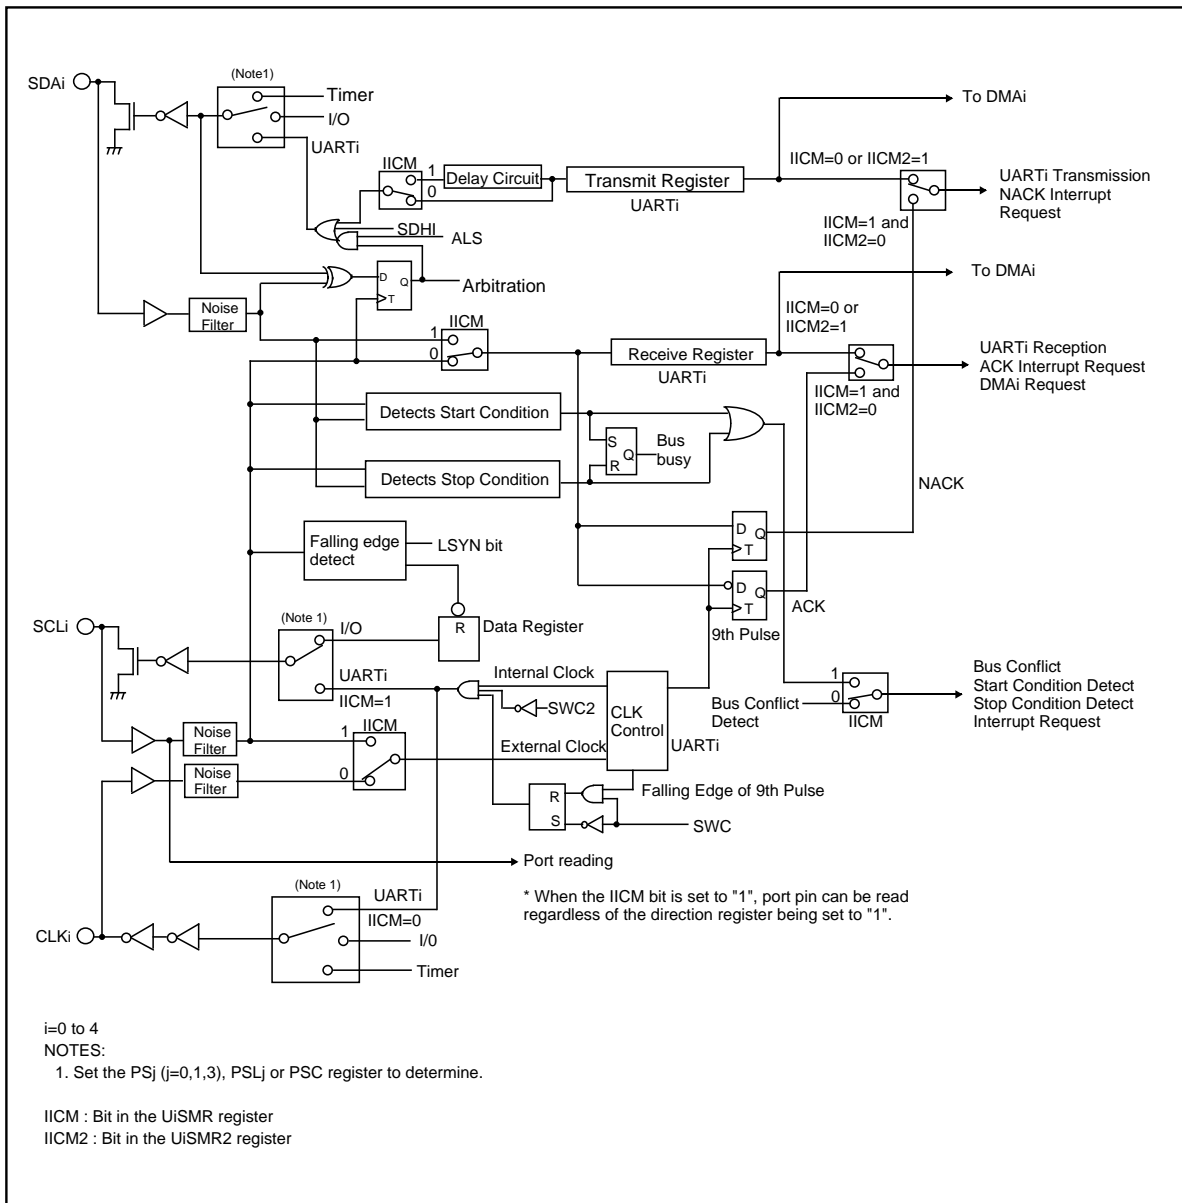 (Note1)
SDAi
Timer
I/O
UARTi
To DMAi
IICM
1
0
Delay Circuit
Transmit Register
UARTi
IICM=0 or IICM2=1
UARTi Transmission
NACK Interrupt
Request
IICM=1 and
IICM2=0
SDHI
ALS
D
Q
T
Arbitration
To DMAi
Noise
Filter
IICM
1
0
Receive Register
UARTi
IICM=0 or
IICM2=1
UARTi Reception
ACK Interrupt Request
DMAi Request
IICM=1 and
IICM2=0
Detects Start Condition
S
R
Q
Bus
busy
Detects Stop Condition
NACK
Falling edge
detect
LSYN bit
D
Q
T
D
Q
T
ACK
9th Pulse
SCLi
(Note 1)
I/O
R
Data Register
UARTi
IICM=1
Internal Clock
SWC2
CLK
Control
UARTi
External Clock
Bus Conflict
Detect
1
0
IICM
Bus Conflict
Start Condition Detect
Stop Condition Detect
Interrupt Request
Noise
Filter
IICM
1
0
Noise
Filter
R
S
Falling Edge of 9th Pulse
SWC
Port reading
* When the IICM bit is set to "1", port pin can be read
regardless of the direction register being set to "1".
(Note 1)
UARTi
IICM=0
CLKi
I/0
Timer
i=0 to 4
NOTES:
1. Set the PSj (j=0,1,3), PSLj or PSC register to determine.
IICM : Bit in the UiSMR register
IICM2 : Bit in the UiSMR2 register